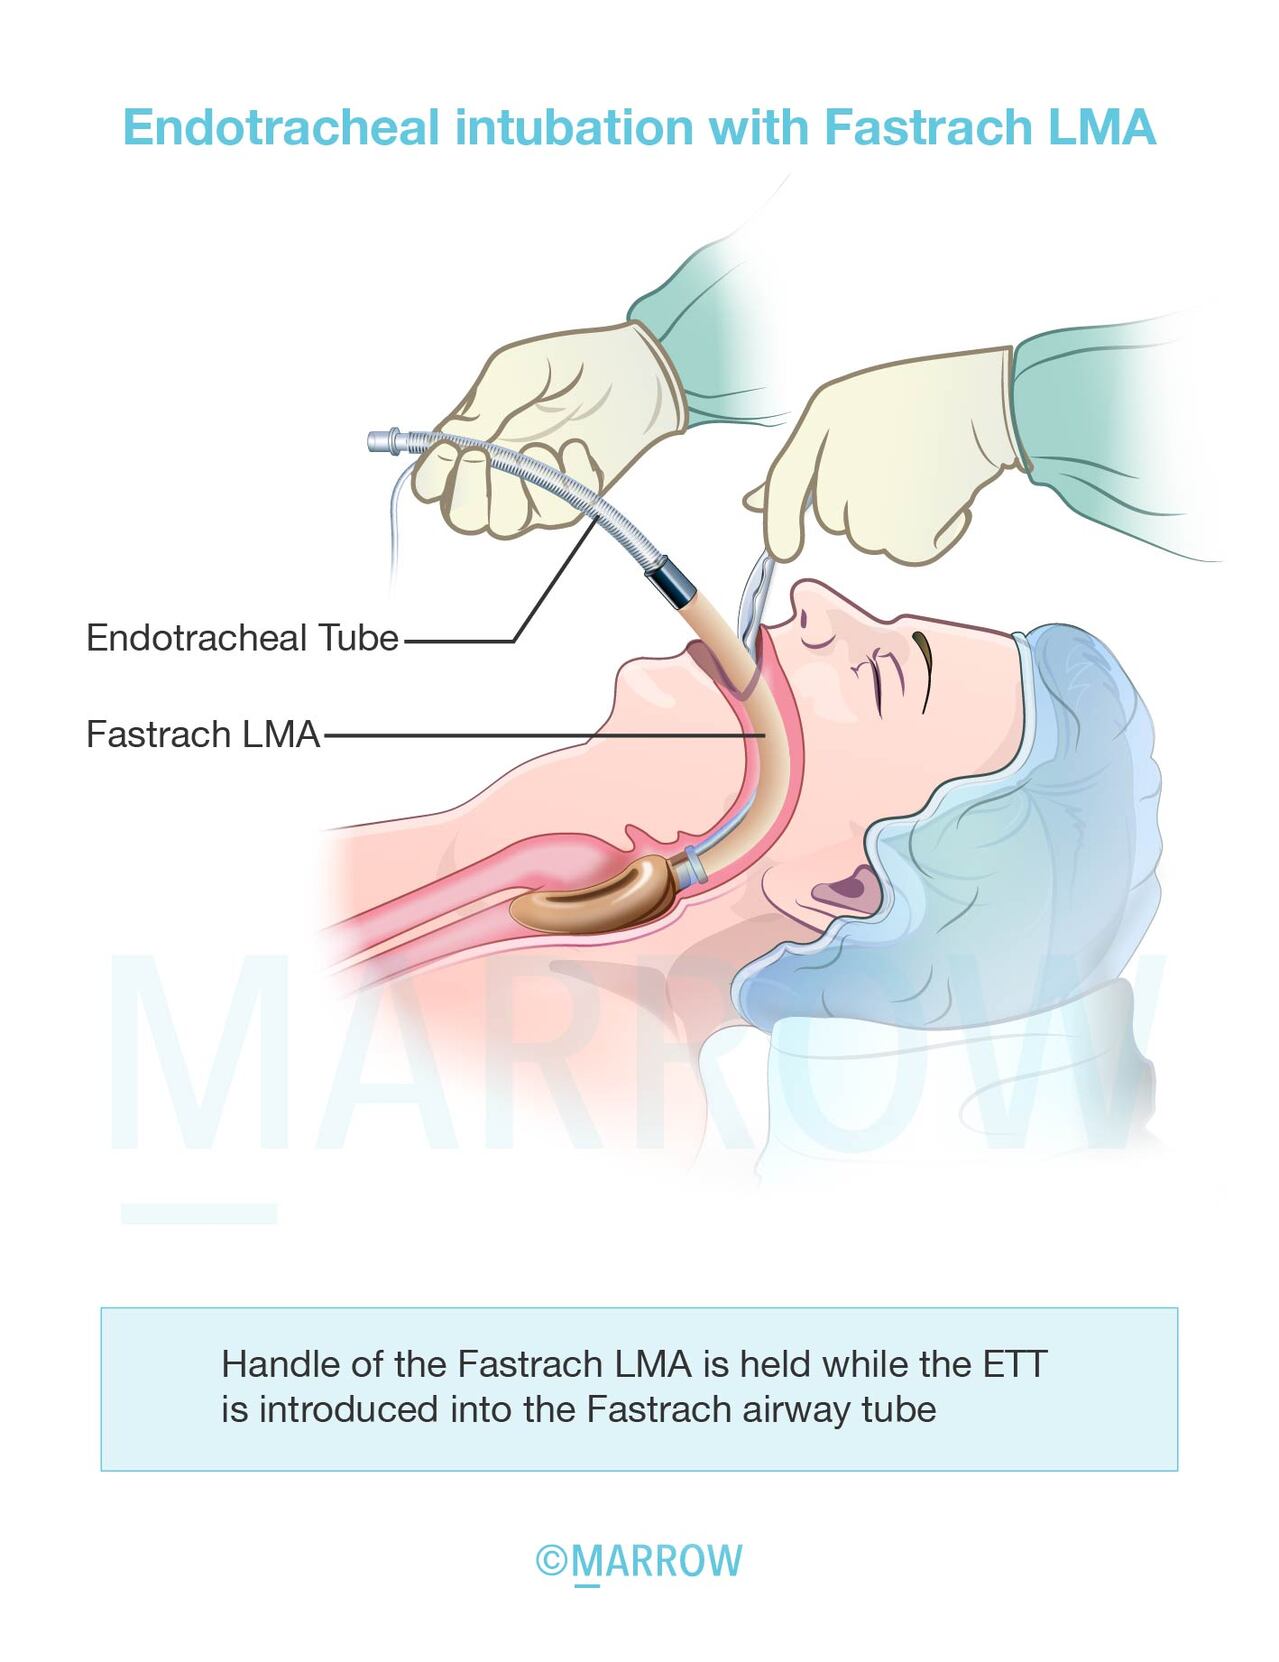 Endotracheal intubation with Fastrach LMA
Endotracheal Tube
Fastrach LMA
MARROW
Handle of the Fastrach LMA is held while the ETT
is introduced into the Fastrach airway tube
©MARROW